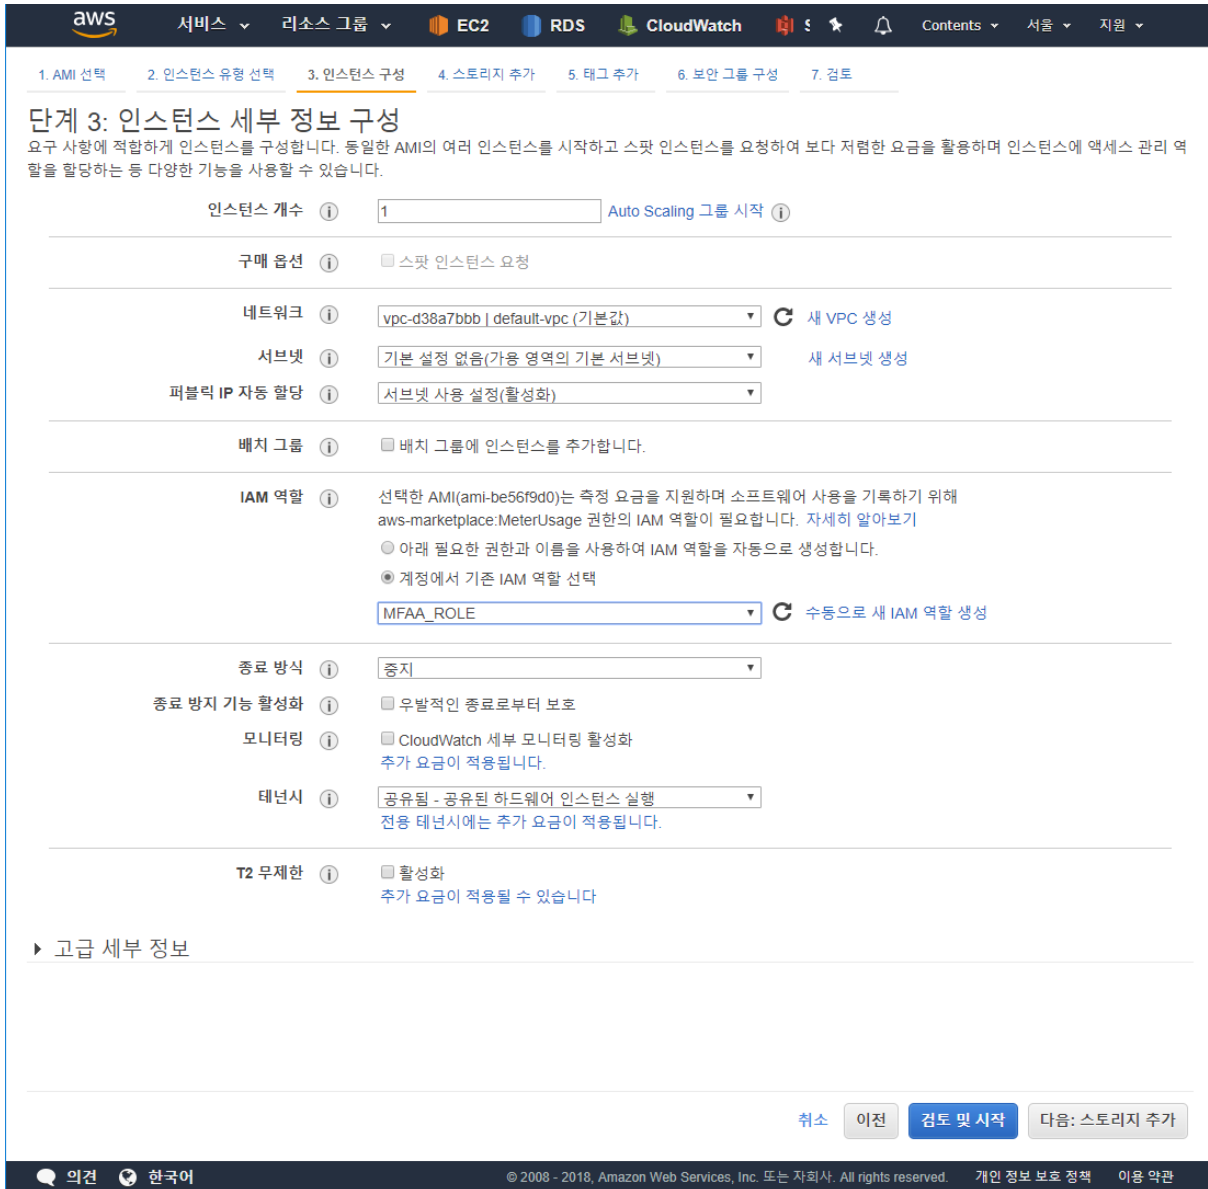 aws 서비스 리소스 그룹 EC2 RDS CloudWatch Contents 서울 지원
1. AMI 선택 2. 인스턴스 유형 선택 3. 인스턴스 구성 4. 스토리지 추가 5. 태그 추가 6. 보안 그룹 구성 7. 검토
단계 3: 인스턴스 세부 정보 구성
요구 사항에 적합하게 인스턴스를 구성합니다. 동일한 AMI의 여러 인스턴스를 시작하고 스팟 인스턴스를 요청하여 보다 저렴한 요금을 활용하며 인스턴스에 액세스 관리 역
할을 할당하는 등 다양한 기능을 사용할 수 있습니다.
인스턴스 개수 1 Auto Scaling 그룹 시작
구매 옵션 스팟 인스턴스 요청
네트워크 vpc-d38a7bbb | default-vpc (기본값) 새 VPC 생성
서브넷 기본 설정 없음(가용 영역의 기본 서브넷) 새 서브넷 생성
퍼블릭 IP 자동 할당 서브넷 사용 설정(활성화)
배치 그룹 배치 그룹에 인스턴스를 추가합니다.
IAM 역할 선택한 AMI(ami-be56f9d0)는 측정 요금을 지원하며 소프트웨어 사용을 기록하기 위해
aws-marketplace:MeterUsage 권한의 IAM 역할이 필요합니다. 자세히 알아보기
아래 필요한 권한과 이름을 사용하여 IAM 역할을 자동으로 생성합니다.
계정에서 기존 IAM 역할 선택
MFAA_ROLE 수동으로 새 IAM 역할 생성
종료 방식 중지
종료 방지 기능 활성화 우발적인 종료로부터 보호
모니터링 CloudWatch 세부 모니터링 활성화
추가 요금이 적용됩니다.
테넌시 공유됨 - 공유된 하드웨어 인스턴스 실행
전용 테넌시에는 추가 요금이 적용됩니다.
T2 무제한 활성화
추가 요금이 적용될 수 있습니다
고급 세부 정보
취소 이전 검토 및 시작 다음: 스토리지 추가
의견 한국어 © 2008 - 2018, Amazon Web Services, Inc. 또는 자회사. All rights reserved. 개인 정보 보호 정책 이용 약관